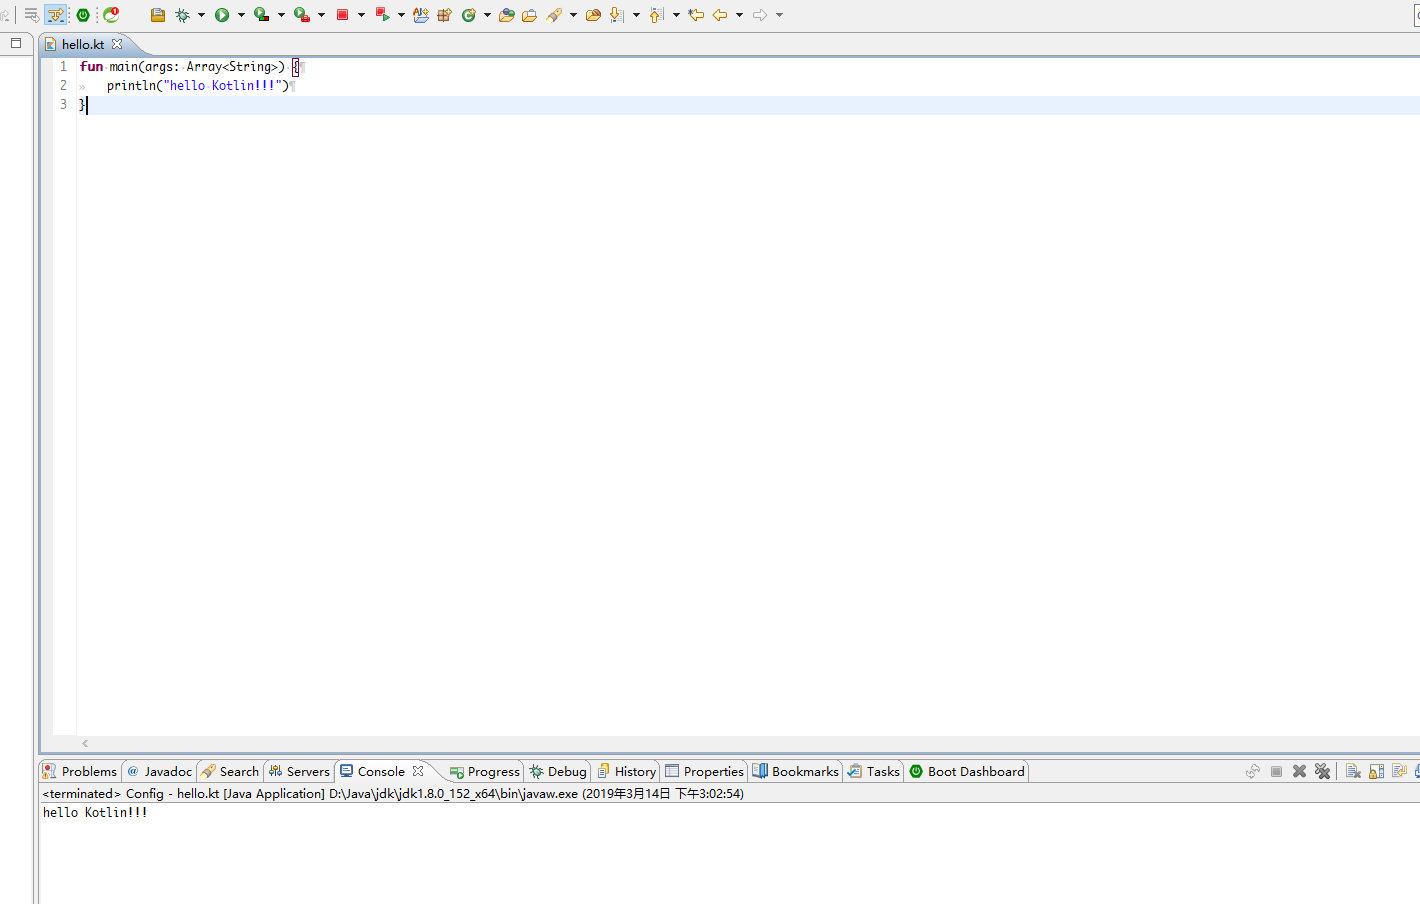 hello.kt
1 fun main(args: Array<String>) {
2 println("hello Kotlin!!!")
3 }
Problems @ Javadoc Search Servers Console Progress Debug History Properties Bookmarks Tasks Boot Dashboard
<terminated> Config - hello.kt [Java Application] D:\Java\jdk\jdk1.8.0_152_x64\bin\javaw.exe (2019年3月14日 下午3:02:54)
hello Kotlin!!!